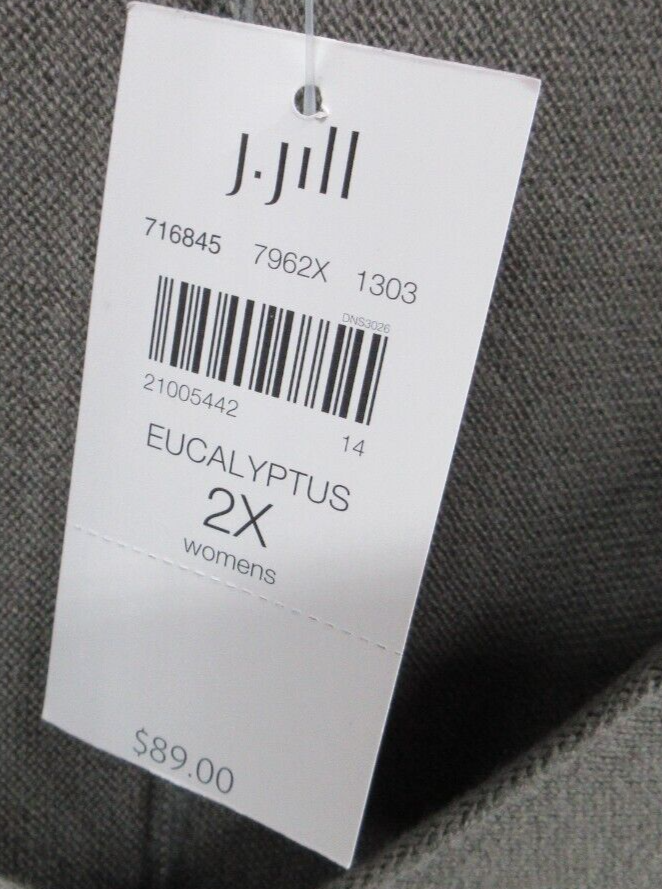 J.Jill
716845 7962X 1303
DNS3026
21005442
14
EUCALYPTUS
2X
womens
$89.00